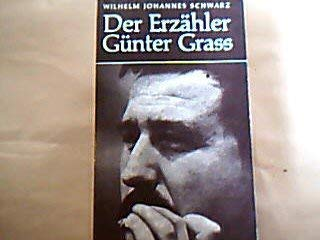 WILHELM JOHANNES SCHWARZ
Der Erzähler
Günter Grass